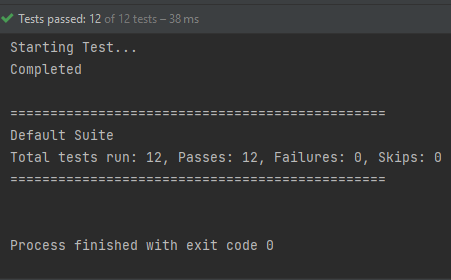 Tests passed: 12 of 12 tests – 38 ms
Starting Test...
Completed
===============================================
Default Suite
Total tests run: 12, Passes: 12, Failures: 0, Skips: 0
===============================================
Process finished with exit code 0